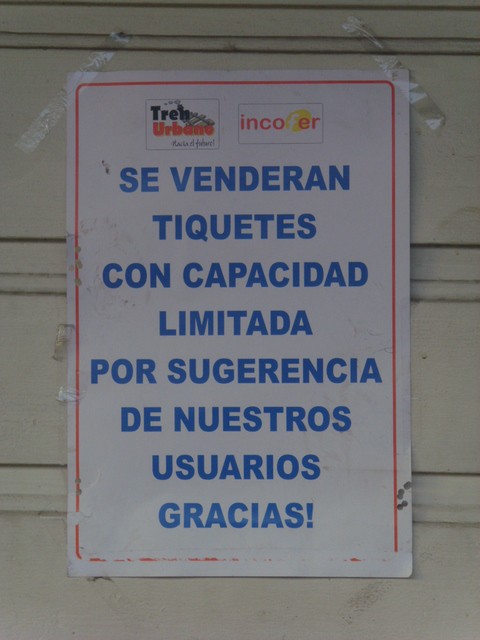 Tren
Urbano
¡Hacia el futuro!
incofer
SE VENDERAN
TIQUETES
CON CAPACIDAD
LIMITADA
POR SUGERENCIA
DE NUESTROS
USUARIOS
GRACIAS!